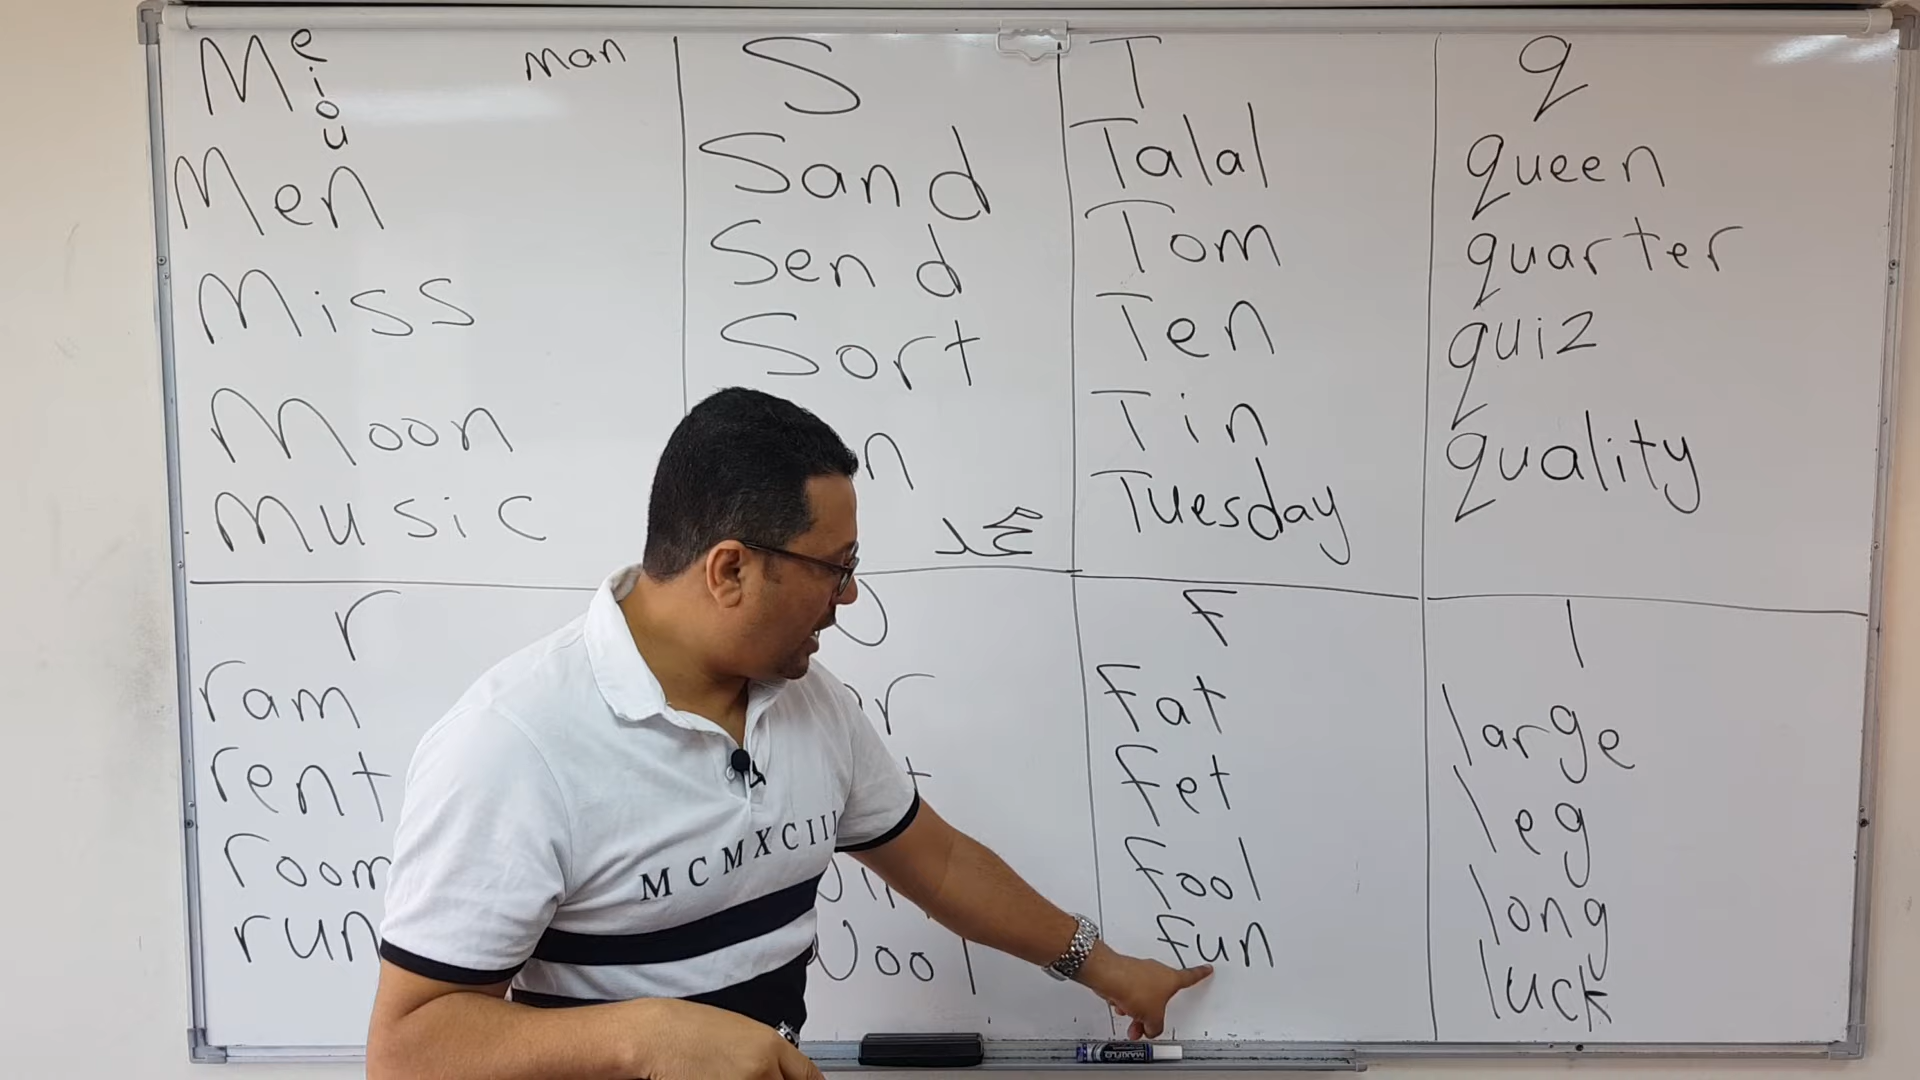 M e
i
o
u
man
Men
Miss
Moon
Music
S
Sand
Send
Sort
T
Talal
Tom
Ten
Tin
Tuesday
q
queen
quarter
quiz
quality
r
ram
rent
room
run
Wool
F
Fat
Fet
Fool
Fun
l
large
leg
long
luck
MCMXCIII